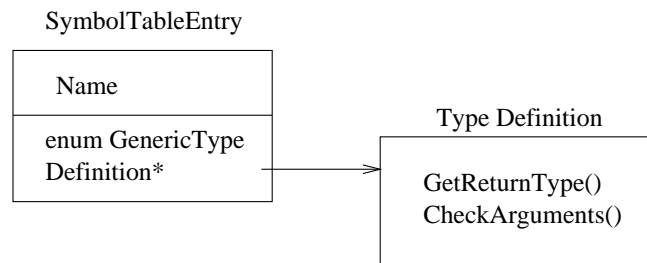 SymbolTableEntry
Name
enum GenericType
Definition*
Type Definition
GetReturnType()
CheckArguments()